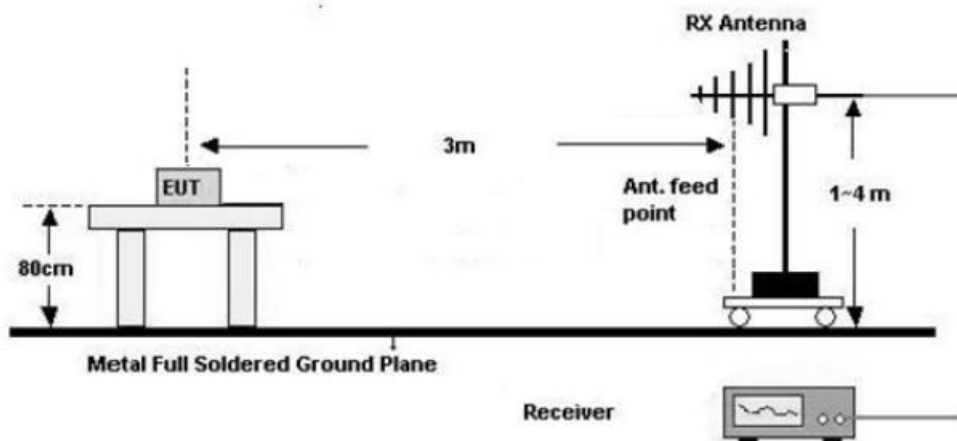 RX Antenna
3m
EUT
Ant. feed
point
1~4 m
80cm
Metal Full Soldered Ground Plane
Receiver